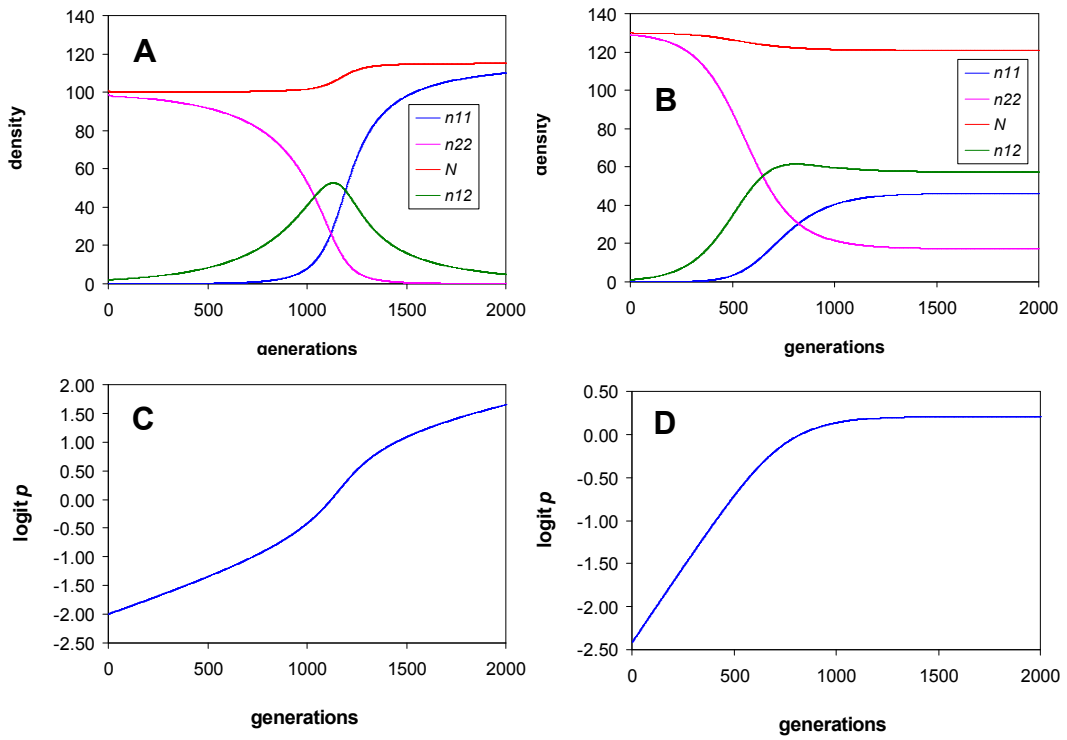 A
140
120
100
80
60
40
20
0
density
n11
n22
N
n12
0 500 1000 1500 2000
generations
B
140
120
100
80
60
40
20
0
density
n11
n22
N
n12
0 500 1000 1500 2000
generations
C
2.00
1.50
1.00
0.50
0.00
-0.50
-1.00
-1.50
-2.00
-2.50
logit p
0 500 1000 1500 2000
generations
D
0.50
0.00
-0.50
-1.00
-1.50
-2.00
-2.50
logit p
0 500 1000 1500 2000
generations